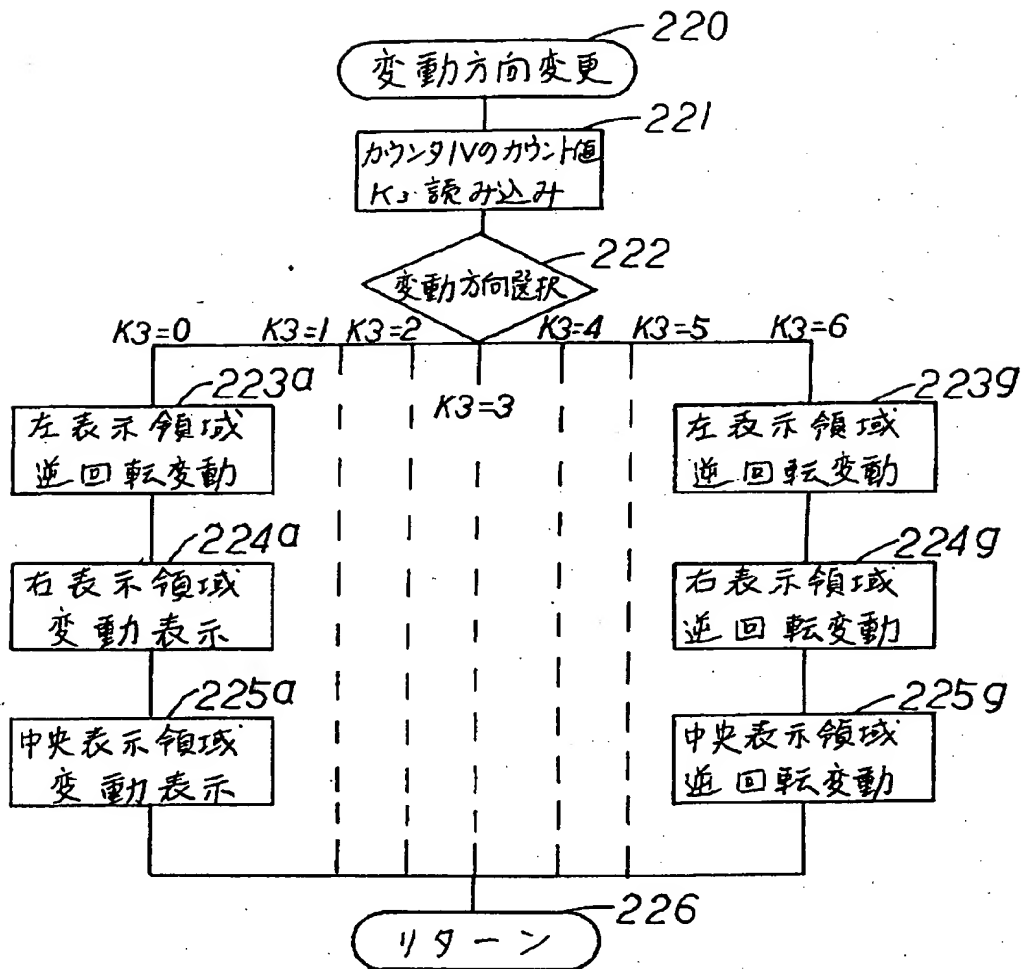 220
変動方向変更
221
カウンタIVのカウント値
K3読み込み
222
変動方向選択
K3=0
K3=1
K3=2
K3=3
K3=4
K3=5
K3=6
223a
左表示領域
逆回転変動
224a
右表示領域
変動表示
225a
中央表示領域
変動表示
223g
左表示領域
逆回転変動
224g
右表示領域
逆回転変動
225g
中央表示領域
逆回転変動
226
リターン